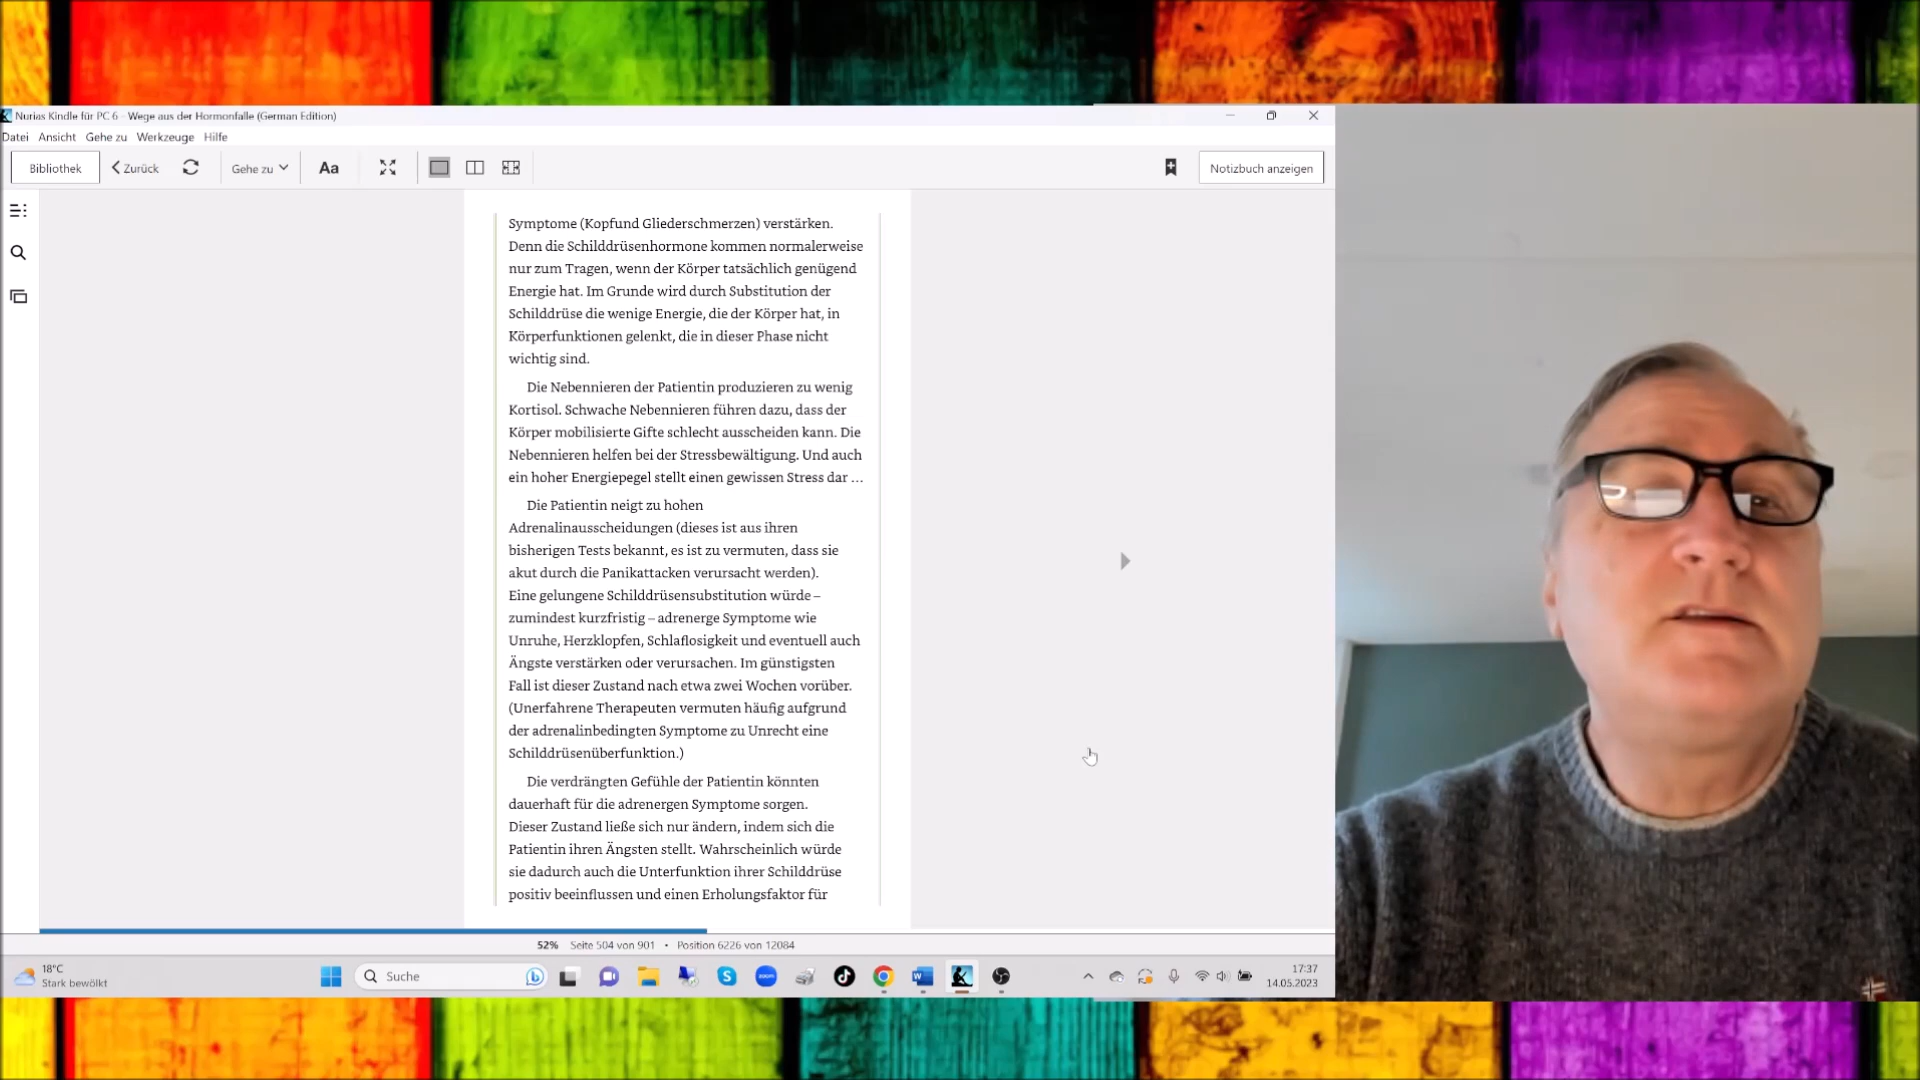 Nurias Kindle für PC 6 - Wege aus der Hormonfalle (German Edition)
Datei Ansicht Gehe zu Werkzeuge Hilfe
Bibliothek Zurück Gehe zu Aa Notizbuch anzeigen
Symptome (Kopfund Gliederschmerzen) verstärken.
Denn die Schilddrüsenhormone kommen normalerweise
nur zum Tragen, wenn der Körper tatsächlich genügend
Energie hat. Im Grunde wird durch Substitution der
Schilddrüse die wenige Energie, die der Körper hat, in
Körperfunktionen gelenkt, die in dieser Phase nicht
wichtig sind.
Die Nebennieren der Patientin produzieren zu wenig
Kortisol. Schwache Nebennieren führen dazu, dass der
Körper mobilisierte Gifte schlecht ausscheiden kann. Die
Nebennieren helfen bei der Stressbewältigung. Und auch
ein hoher Energiepegel stellt einen gewissen Stress dar …
Die Patientin neigt zu hohen
Adrenalinausscheidungen (dieses ist aus ihren
bisherigen Tests bekannt, es ist zu vermuten, dass sie
akut durch die Panikattacken verursacht werden).
Eine gelungene Schilddrüsensubstitution würde –
zumindest kurzfristig – adrenerge Symptome wie
Unruhe, Herzklopfen, Schlaflosigkeit und eventuell auch
Ängste verstärken oder verursachen. Im günstigsten
Fall ist dieser Zustand nach etwa zwei Wochen vorüber.
(Unerfahrene Therapeuten vermuten häufig aufgrund
der adrenalinbedingten Symptome zu Unrecht eine
Schilddrüsenüberfunktion.)
Die verdrängten Gefühle der Patientin könnten
dauerhaft für die adrenergen Symptome sorgen.
Dieser Zustand ließe sich nur ändern, indem sich die
Patientin ihren Ängsten stellt. Wahrscheinlich würde
sie dadurch auch die Unterfunktion ihrer Schilddrüse
positiv beeinflussen und einen Erholungsfaktor für
52% Seite 504 von 901 • Position 6226 von 12084
18°C
Stark bewölkt
Suche
17:37
14.05.2023